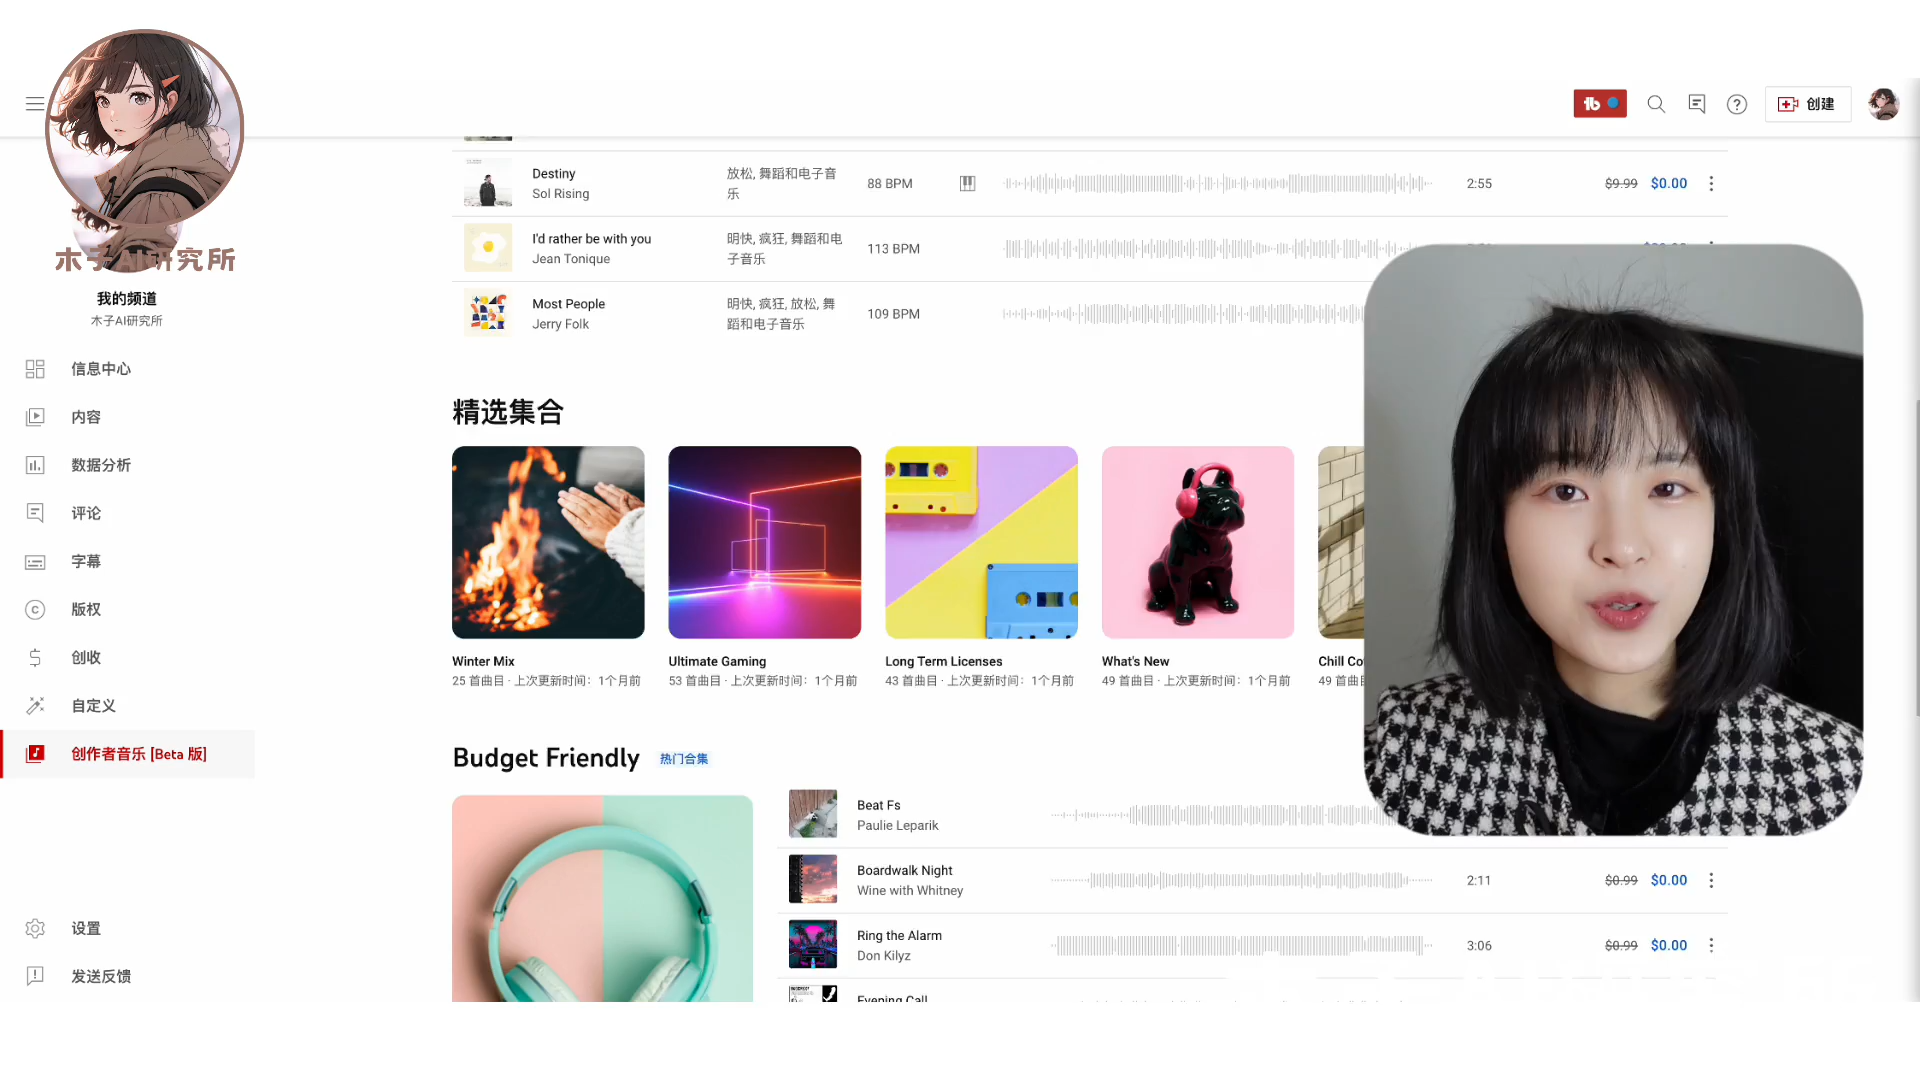 木子AI研究所
我的频道
木子AI研究所
信息中心
内容
数据分析
评论
字幕
版权
创收
自定义
创作者音乐 [Beta 版]
设置
发送反馈
创建
Destiny
Sol Rising
放松, 舞蹈和电子音
乐
88 BPM
2:55
$9.99 $0.00
I'd rather be with you
Jean Tonique
明快, 疯狂, 舞蹈和电
子音乐
113 BPM
Most People
Jerry Folk
明快, 疯狂, 放松, 舞
蹈和电子音乐
109 BPM
精选集合
Winter Mix
25 首曲目 · 上次更新时间：1个月前
Ultimate Gaming
53 首曲目 · 上次更新时间：1个月前
Long Term Licenses
43 首曲目 · 上次更新时间：1个月前
What's New
49 首曲目 · 上次更新时间：1个月前
Chill
49 首曲
Budget Friendly 热门合集
Beat Fs
Paulie Leparik
Boardwalk Night
Wine with Whitney
2:11
$0.99 $0.00
Ring the Alarm
Don Kilyz
3:06
$0.99 $0.00
Evening Call